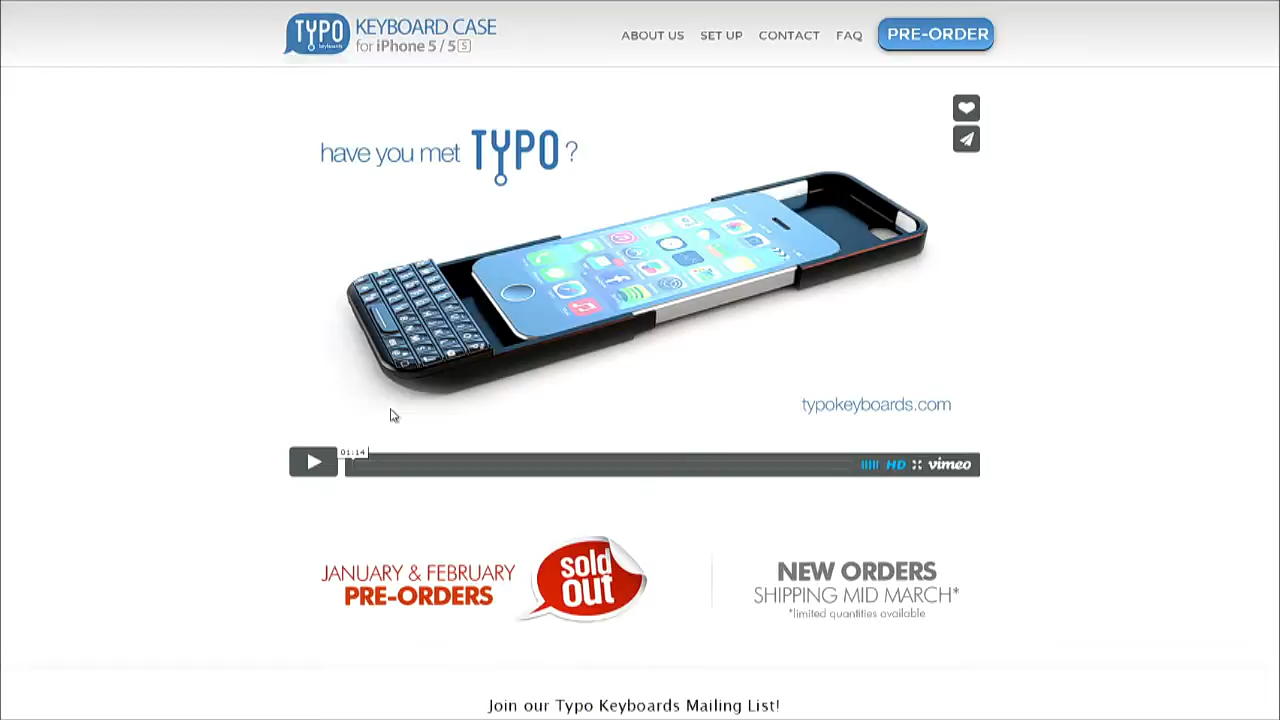 TYPO
keyboards
KEYBOARD CASE
for iPhone 5 / 5S
ABOUT US SET UP CONTACT FAQ PRE-ORDER
have you met TYPO?
typokeyboards.com
01:14
HD vimeo
JANUARY & FEBRUARY
PRE-ORDERS
sold
out
NEW ORDERS
SHIPPING MID MARCH*
*limited quantities available
Join our Typo Keyboards Mailing List!